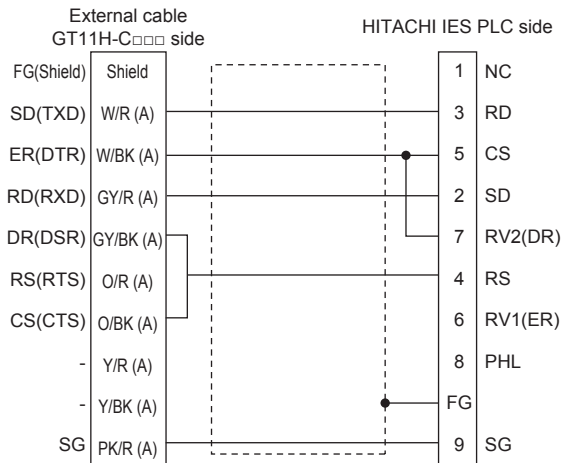 External cable
GT11H-C□□□ side
HITACHI IES PLC side
FG(Shield) Shield 1 NC
SD(TXD) W/R (A) 3 RD
ER(DTR) W/BK (A) 5 CS
RD(RXD) GY/R (A) 2 SD
DR(DSR) GY/BK (A) 7 RV2(DR)
RS(RTS) O/R (A) 4 RS
CS(CTS) O/BK (A) 6 RV1(ER)
- Y/R (A) 8 PHL
- Y/BK (A) FG
SG PK/R (A) 9 SG